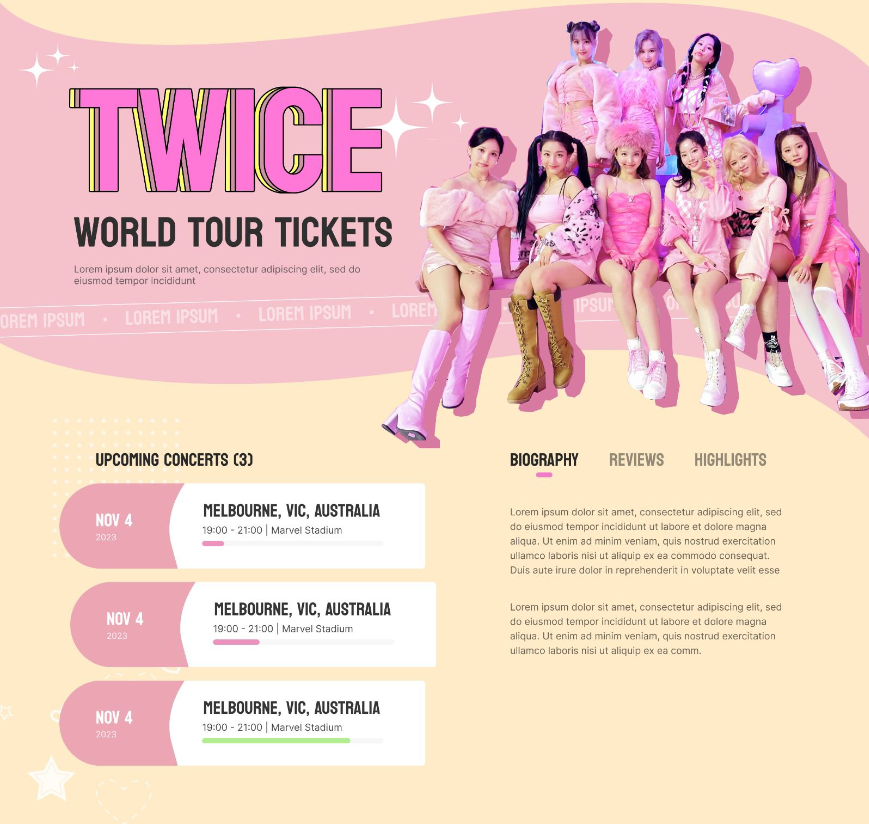 TWICE
WORLD TOUR TICKETS
Lorem ipsum dolor sit amet, consectetur adipiscing elit, sed do
eiusmod tempor incididunt
OREM IPSUM • LOREM IPSUM • LOREM IPSUM • LOREM IPSUM
UPCOMING CONCERTS (3)
NOV 4
2023
MELBOURNE, VIC, AUSTRALIA
19:00 - 21:00 | Marvel Stadium
NOV 4
2023
MELBOURNE, VIC, AUSTRALIA
19:00 - 21:00 | Marvel Stadium
NOV 4
2023
MELBOURNE, VIC, AUSTRALIA
19:00 - 21:00 | Marvel Stadium
BIOGRAPHY REVIEWS HIGHLIGHTS
Lorem ipsum dolor sit amet, consectetur adipiscing elit, sed
do eiusmod tempor incididunt ut labore et dolore magna
aliqua. Ut enim ad minim veniam, quis nostrud exercitation
ullamco laboris nisi ut aliquip ex ea commodo consequat.
Duis aute irure dolor in reprehenderit in voluptate velit esse
Lorem ipsum dolor sit amet, consectetur adipiscing elit, sed
do eiusmod tempor incididunt ut labore et dolore magna
aliqua. Ut enim ad minim veniam, quis nostrud exercitation
ullamco laboris nisi ut aliquip ex ea comm.